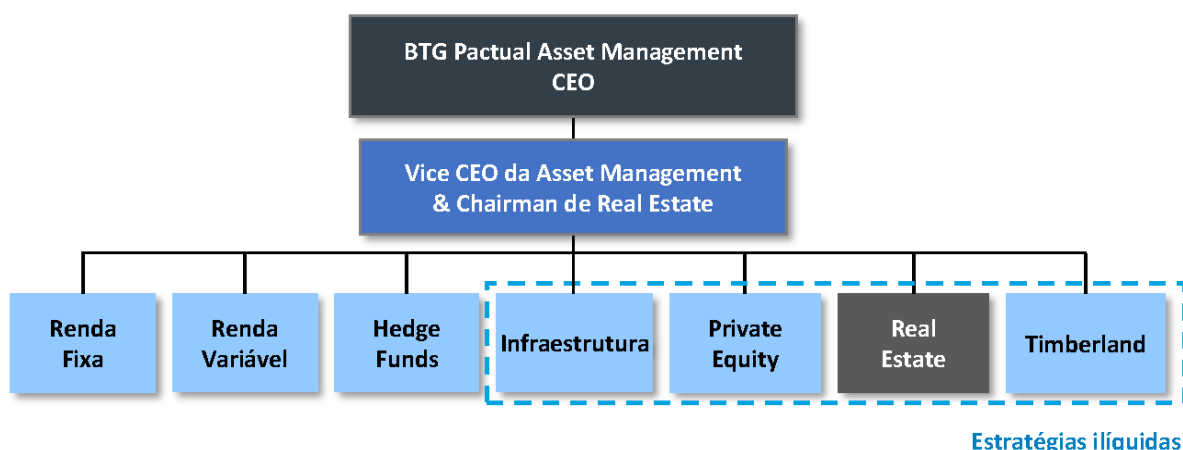 BTG Pactual Asset Management
CEO
Vice CEO da Asset Management
& Chairman de Real Estate
Renda
Fixa
Renda
Variável
Hedge
Funds
Infraestrutura
Private
Equity
Real
Estate
Timberland
Estratégias ilíquidas